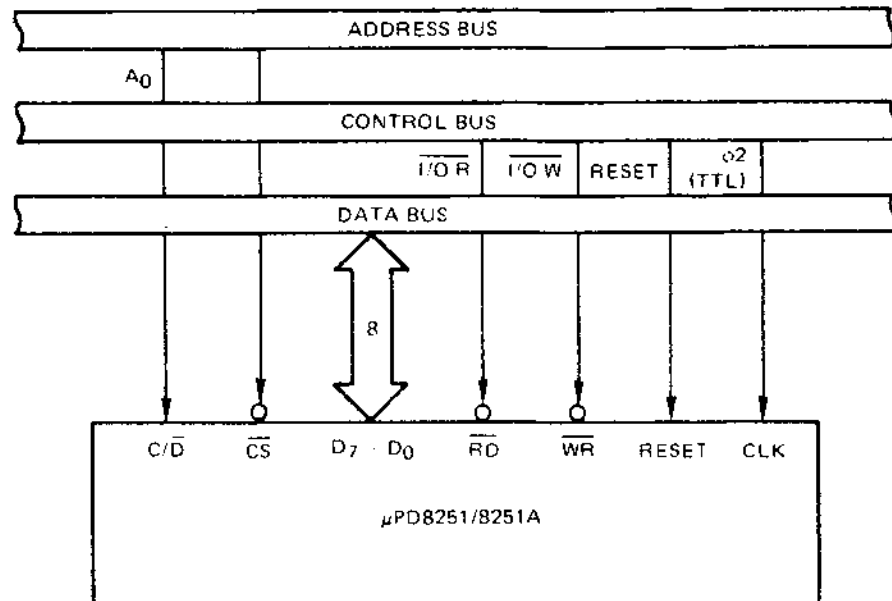 ADDRESS BUS
A0
CONTROL BUS
I/O R I/O W RESET φ2 (TTL)
DATA BUS
8
C/D CS D7 - D0 RD WR RESET CLK
μPD8251/8251A